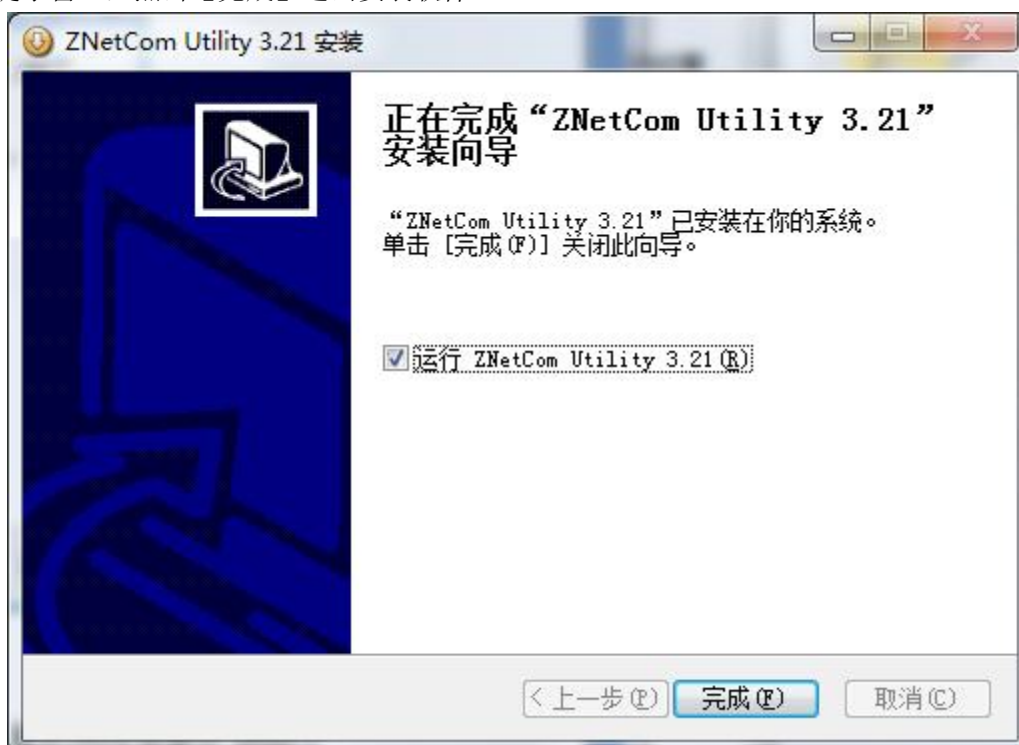 ZNetCom Utility 3.21 安装
正在完成“ZNetCom Utility 3.21”
安装向导
“ZNetCom Utility 3.21”已安装在你的系统。
单击 [完成(F)] 关闭此向导。
运行 ZNetCom Utility 3.21(R)
< 上一步(P) 完成(F) 取消(C)